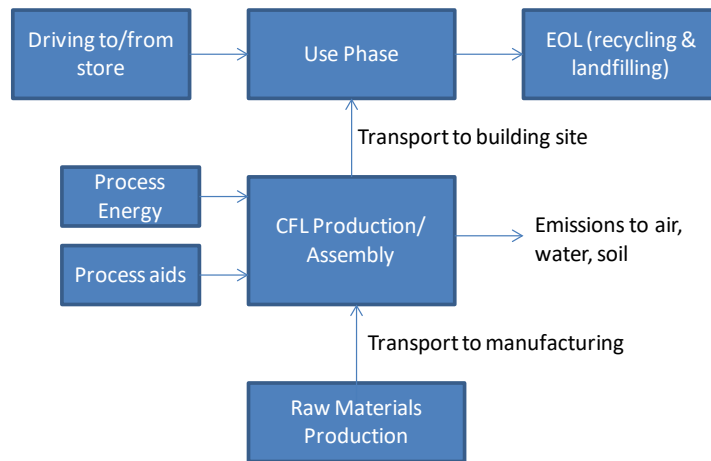 Driving to/from
store
Use Phase
EOL (recycling &
landfilling)
Transport to building site
Process
Energy
CFL Production/
Assembly
Emissions to air,
water, soil
Process aids
Transport to manufacturing
Raw Materials
Production